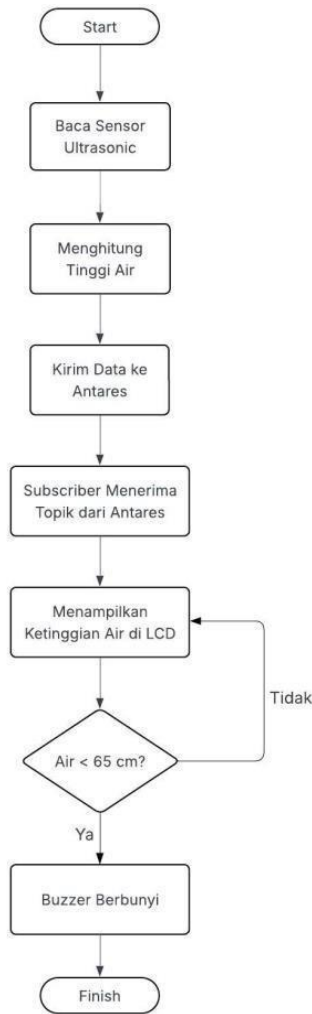 Start
Baca Sensor
Ultrasonic
Menghitung
Tinggi Air
Kirim Data ke
Antares
Subscriber Menerima
Topik dari Antares
Menampilkan
Ketinggian Air di LCD
Tidak
Air < 65 cm?
Ya
Buzzer Berbunyi
Finish